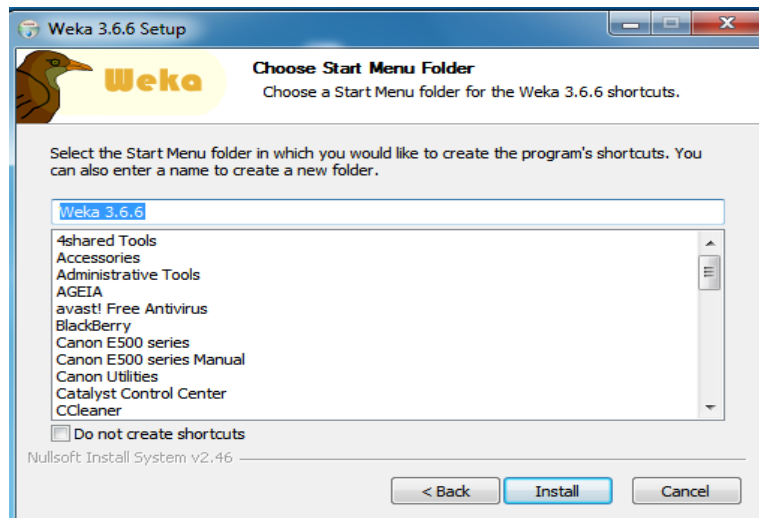 Weka 3.6.6 Setup
Weka
Choose Start Menu Folder
Choose a Start Menu folder for the Weka 3.6.6 shortcuts.
Select the Start Menu folder in which you would like to create the program's shortcuts. You
can also enter a name to create a new folder.
Weka 3.6.6
4shared Tools
Accessories
Administrative Tools
AGEIA
avast! Free Antivirus
BlackBerry
Canon E500 series
Canon E500 series Manual
Canon Utilities
Catalyst Control Center
CCleaner
Do not create shortcuts
Nullsoft Install System v2.46
< Back
Install
Cancel